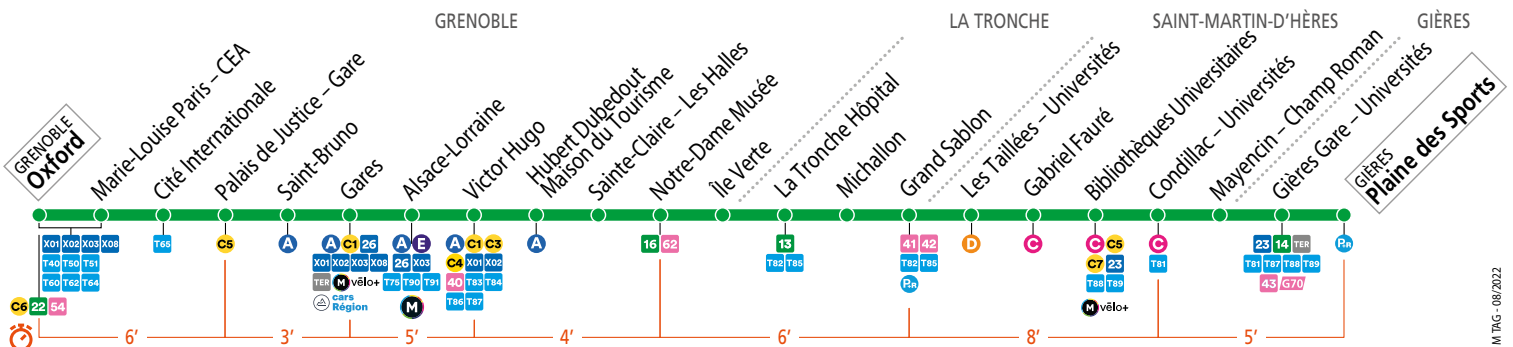 GRENOBLE
LA TRONCHE
SAINT-MARTIN-D'HÈRES
GIÈRES
GRENOBLE
Oxford
Marie-Louise Paris – CEA
Cité Internationale
Palais de Justice – Gare
Saint-Bruno
Gares
Alsace-Lorraine
Victor Hugo
Hubert Dubedout
Maison du Tourisme
Sainte-Claire – Les Halles
Notre-Dame Musée
Île Verte
La Tronche Hôpital
Michallon
Grand Sablon
Les Taillées – Universités
Gabriel Fauré
Bibliothèques Universitaires
Condillac – Universités
Mayencin – Champ Roman
Gières Gare – Universités
GIÈRES
Plaine des Sports
X01 X02 X03 X08
T40 T50 T51
T60 T62 T64
C6 22 54
T65
C5
A
A C1 26
X01 X02 X03 X08
TER M vélo+
cars
Région
A E
26 X03
T75 T90 T91
M
A C1 C3
C4 X01 X02
40 T83 T84
T86 T87
A
16 62
13
T82 T85
41 42
T82 T85
P+R
D
C
C C5
C7 23
T88 T89
M vélo+
C
T81
23 14 TER
T81 T87 T88 T89
43 G70
P+R
6’ 3’ 5’ 4’ 6’ 8’ 5’
M TAG - 08/2022